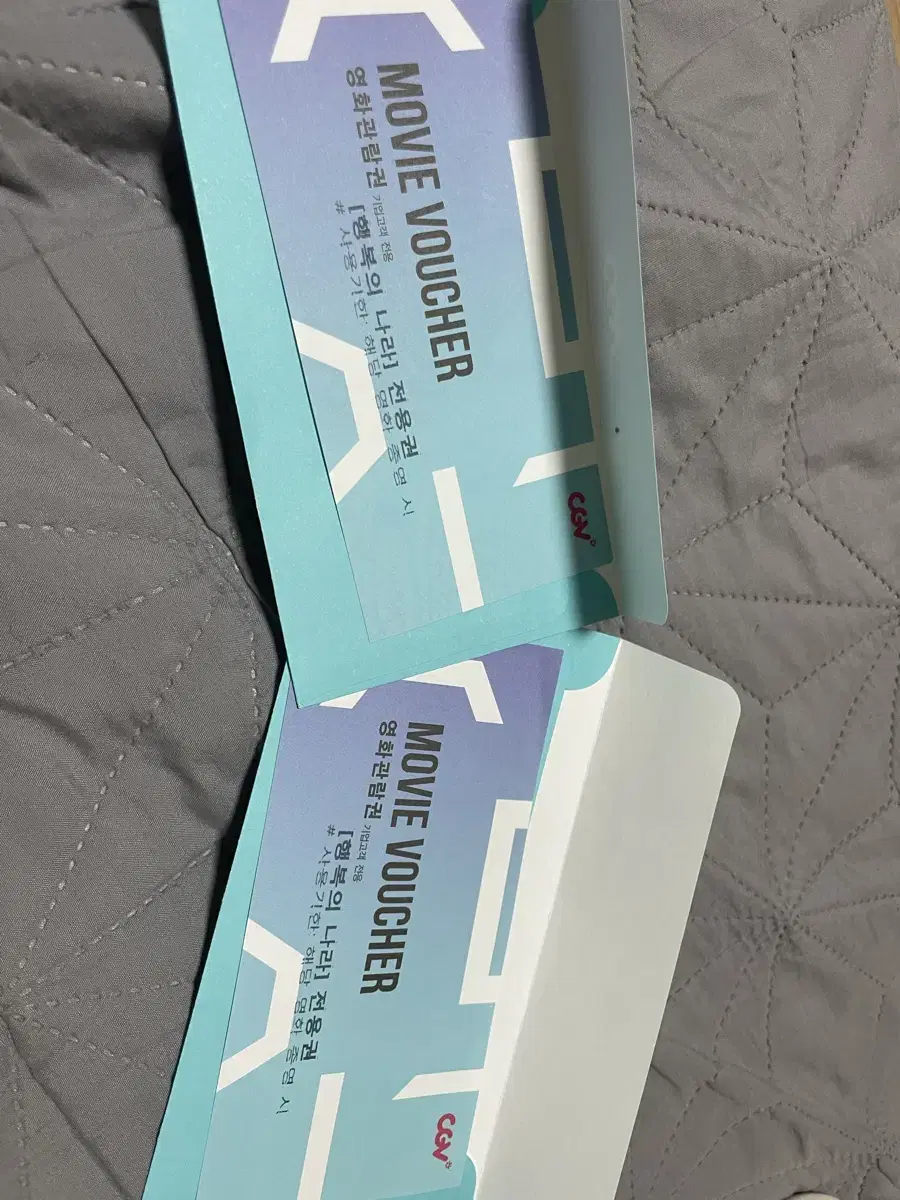 MOVIE VOUCHER
영화관람권 기업고객 전용
[행복의 나라] 전용권
# 사용기한: 해당 영화 종영 시
CGV
MOVIE VOUCHER
영화관람권 기업고객 전용
[행복의 나라] 전용권
# 사용기한: 해당 영화 종영 시
CGV